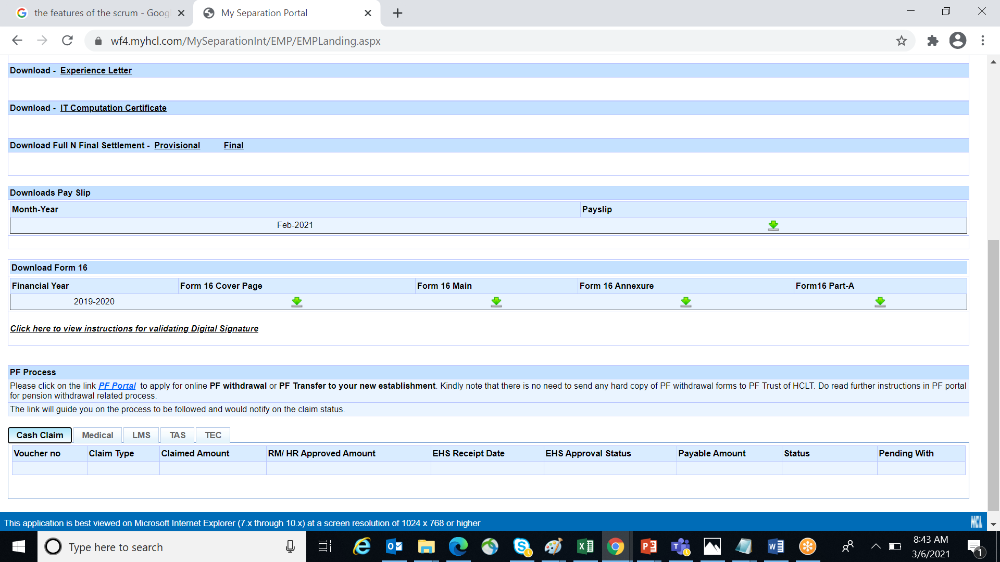 the features of the scrum - Goog
My Separation Portal
wf4.myhcl.com/MySeparationInt/EMP/EMPLanding.aspx
Download - Experience Letter
Download - IT Computation Certificate
Download Full N Final Settlement - Provisional Final
Downloads Pay Slip
Month-Year Payslip
Feb-2021
Download Form 16
Financial Year Form 16 Cover Page Form 16 Main Form 16 Annexure Form16 Part-A
2019-2020
Click here to view instructions for validating Digital Signature
PF Process
Please click on the link PF Portal to apply for online PF withdrawal or PF Transfer to your new establishment. Kindly note that there is no need to send any hard copy of PF withdrawal forms to PF Trust of HCLT. Do read further instructions in PF portal
for pension withdrawal related process.
The link will guide you on the process to be followed and would notify on the claim status.
Cash Claim Medical LMS TAS TEC
Voucher no Claim Type Claimed Amount RM/ HR Approved Amount EHS Receipt Date EHS Approval Status Payable Amount Status Pending With
This application is best viewed on Microsoft Internet Explorer (7.x through 10.x) at a screen resolution of 1024 x 768 or higher
HCL
Type here to search
8:43 AM
3/6/2021
1